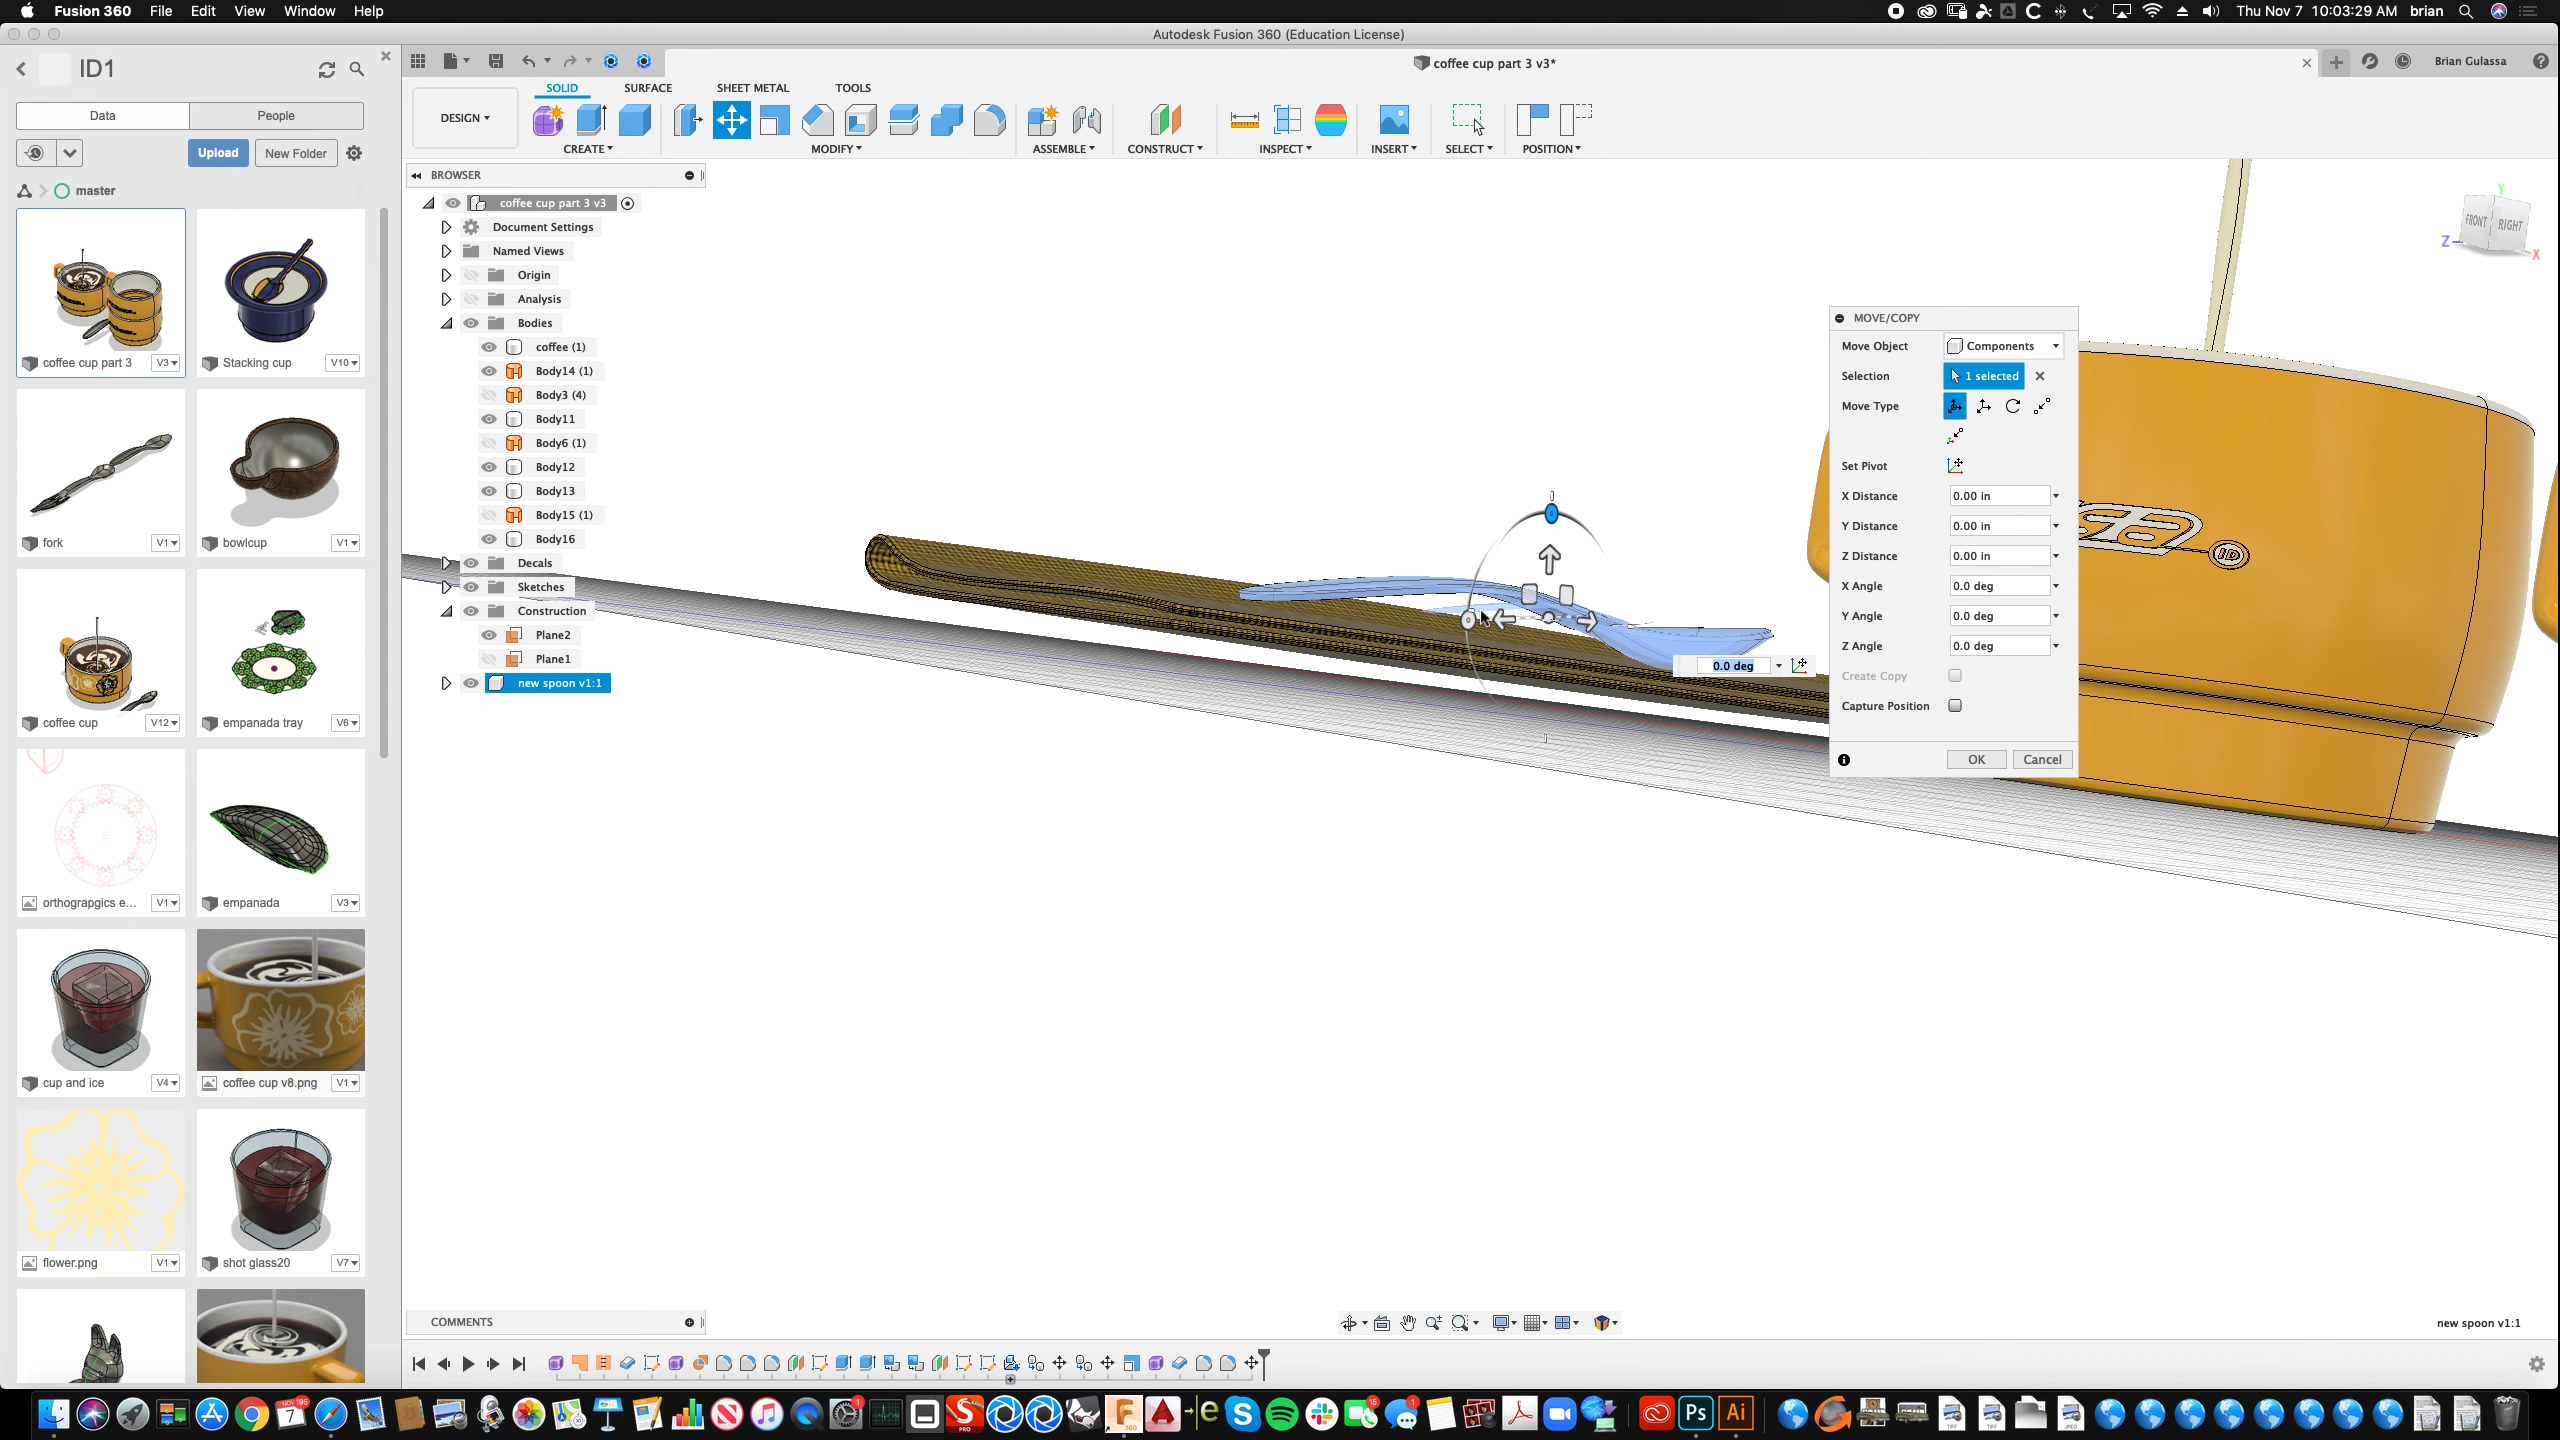 Fusion 360 File Edit View Window Help
Thu Nov 7 10:03:29 AM brian
Autodesk Fusion 360 (Education License)
ID1
coffee cup part 3 v3*
Brian Gulassa
Data People
Upload New Folder
master
DESIGN
SOLID SURFACE SHEET METAL TOOLS
CREATE MODIFY ASSEMBLE CONSTRUCT INSPECT INSERT SELECT POSITION
BROWSER
coffee cup part 3 v3
Document Settings
Named Views
Origin
Analysis
Bodies
coffee (1)
Body14 (1)
Body3 (4)
Body11
Body6 (1)
Body12
Body13
Body15 (1)
Body16
Decals
Sketches
Construction
Plane2
Plane1
new spoon v1:1
coffee cup part 3 V3
Stacking cup V10
fork V1
bowlcup V1
coffee cup V12
empanada tray V6
orthograpgics e... V1
empanada V3
cup and ice V4
coffee cup v8.png V1
flower.png V1
shot glass20 V7
Y
FRONT RIGHT
Z
X
MOVE/COPY
Move Object Components
Selection 1 selected
Move Type
Set Pivot
X Distance 0.00 in
Y Distance 0.00 in
Z Distance 0.00 in
X Angle 0.0 deg
Y Angle 0.0 deg
Z Angle 0.0 deg
Create Copy
Capture Position
OK Cancel
0.0 deg
ID
COMMENTS
new spoon v1:1